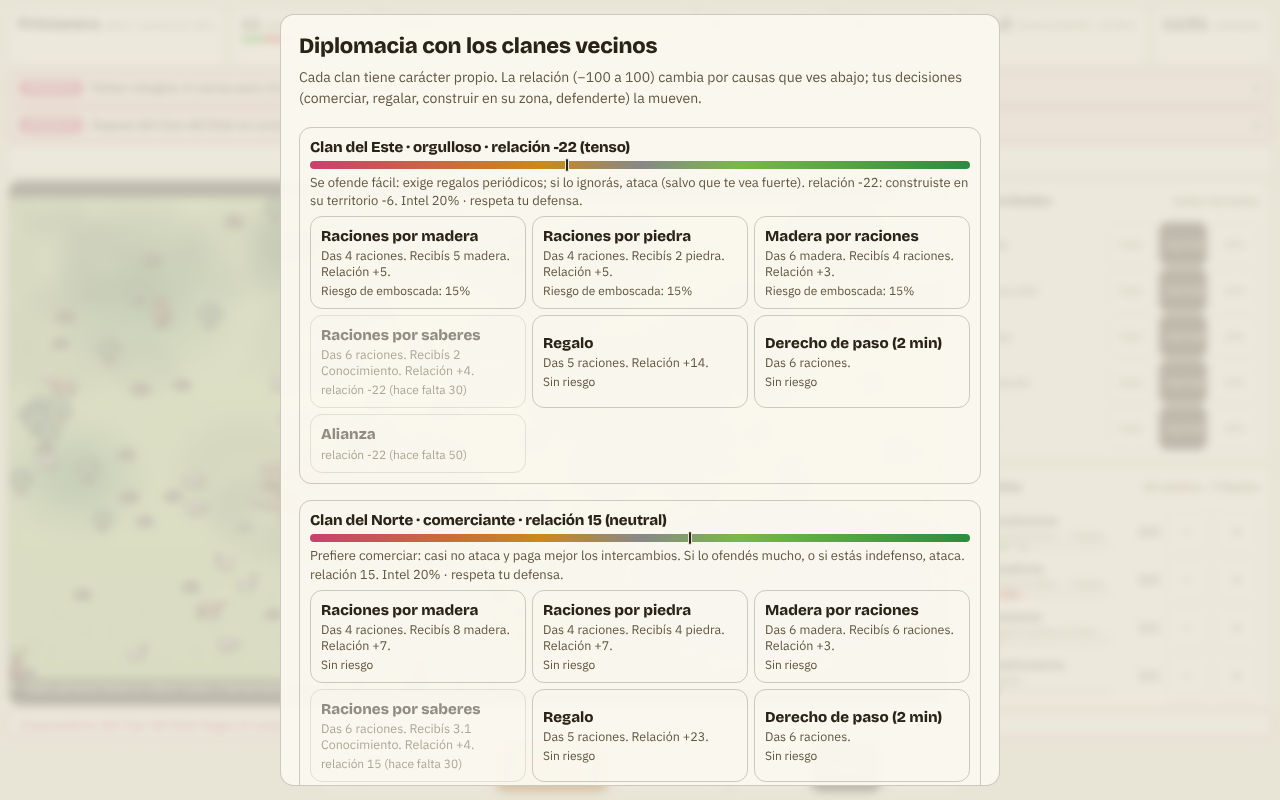 Diplomacia con los clanes vecinos
Cada clan tiene carácter propio. La relación (−100 a 100) cambia por causas que ves abajo; tus decisiones
(comerciar, regalar, construir en su zona, defenderte) la mueven.
Clan del Este · orgulloso · relación -22 (tenso)
Se ofende fácil: exige regalos periódicos; si lo ignorás, ataca (salvo que te vea fuerte). relación -22: construiste en
su territorio -6. Intel 20% · respeta tu defensa.
Raciones por madera
Das 4 raciones. Recibís 5 madera.
Relación +5.
Riesgo de emboscada: 15%
Raciones por piedra
Das 4 raciones. Recibís 2 piedra.
Relación +5.
Riesgo de emboscada: 15%
Madera por raciones
Das 6 madera. Recibís 4 raciones.
Relación +3.
Riesgo de emboscada: 15%
Raciones por saberes
Das 6 raciones. Recibís 2
Conocimiento. Relación +4.
relación -22 (hace falta 30)
Regalo
Das 5 raciones. Relación +14.
Sin riesgo
Derecho de paso (2 min)
Das 6 raciones.
Sin riesgo
Alianza
relación -22 (hace falta 50)
Clan del Norte · comerciante · relación 15 (neutral)
Prefiere comerciar: casi no ataca y paga mejor los intercambios. Si lo ofendés mucho, o si estás indefenso, ataca.
relación 15. Intel 20% · respeta tu defensa.
Raciones por madera
Das 4 raciones. Recibís 8 madera.
Relación +7.
Sin riesgo
Raciones por piedra
Das 4 raciones. Recibís 4 piedra.
Relación +7.
Sin riesgo
Madera por raciones
Das 6 madera. Recibís 6 raciones.
Relación +3.
Sin riesgo
Raciones por saberes
Das 6 raciones. Recibís 3.1
Conocimiento. Relación +4.
relación 15 (hace falta 30)
Regalo
Das 5 raciones. Relación +23.
Sin riesgo
Derecho de paso (2 min)
Das 6 raciones.
Sin riesgo